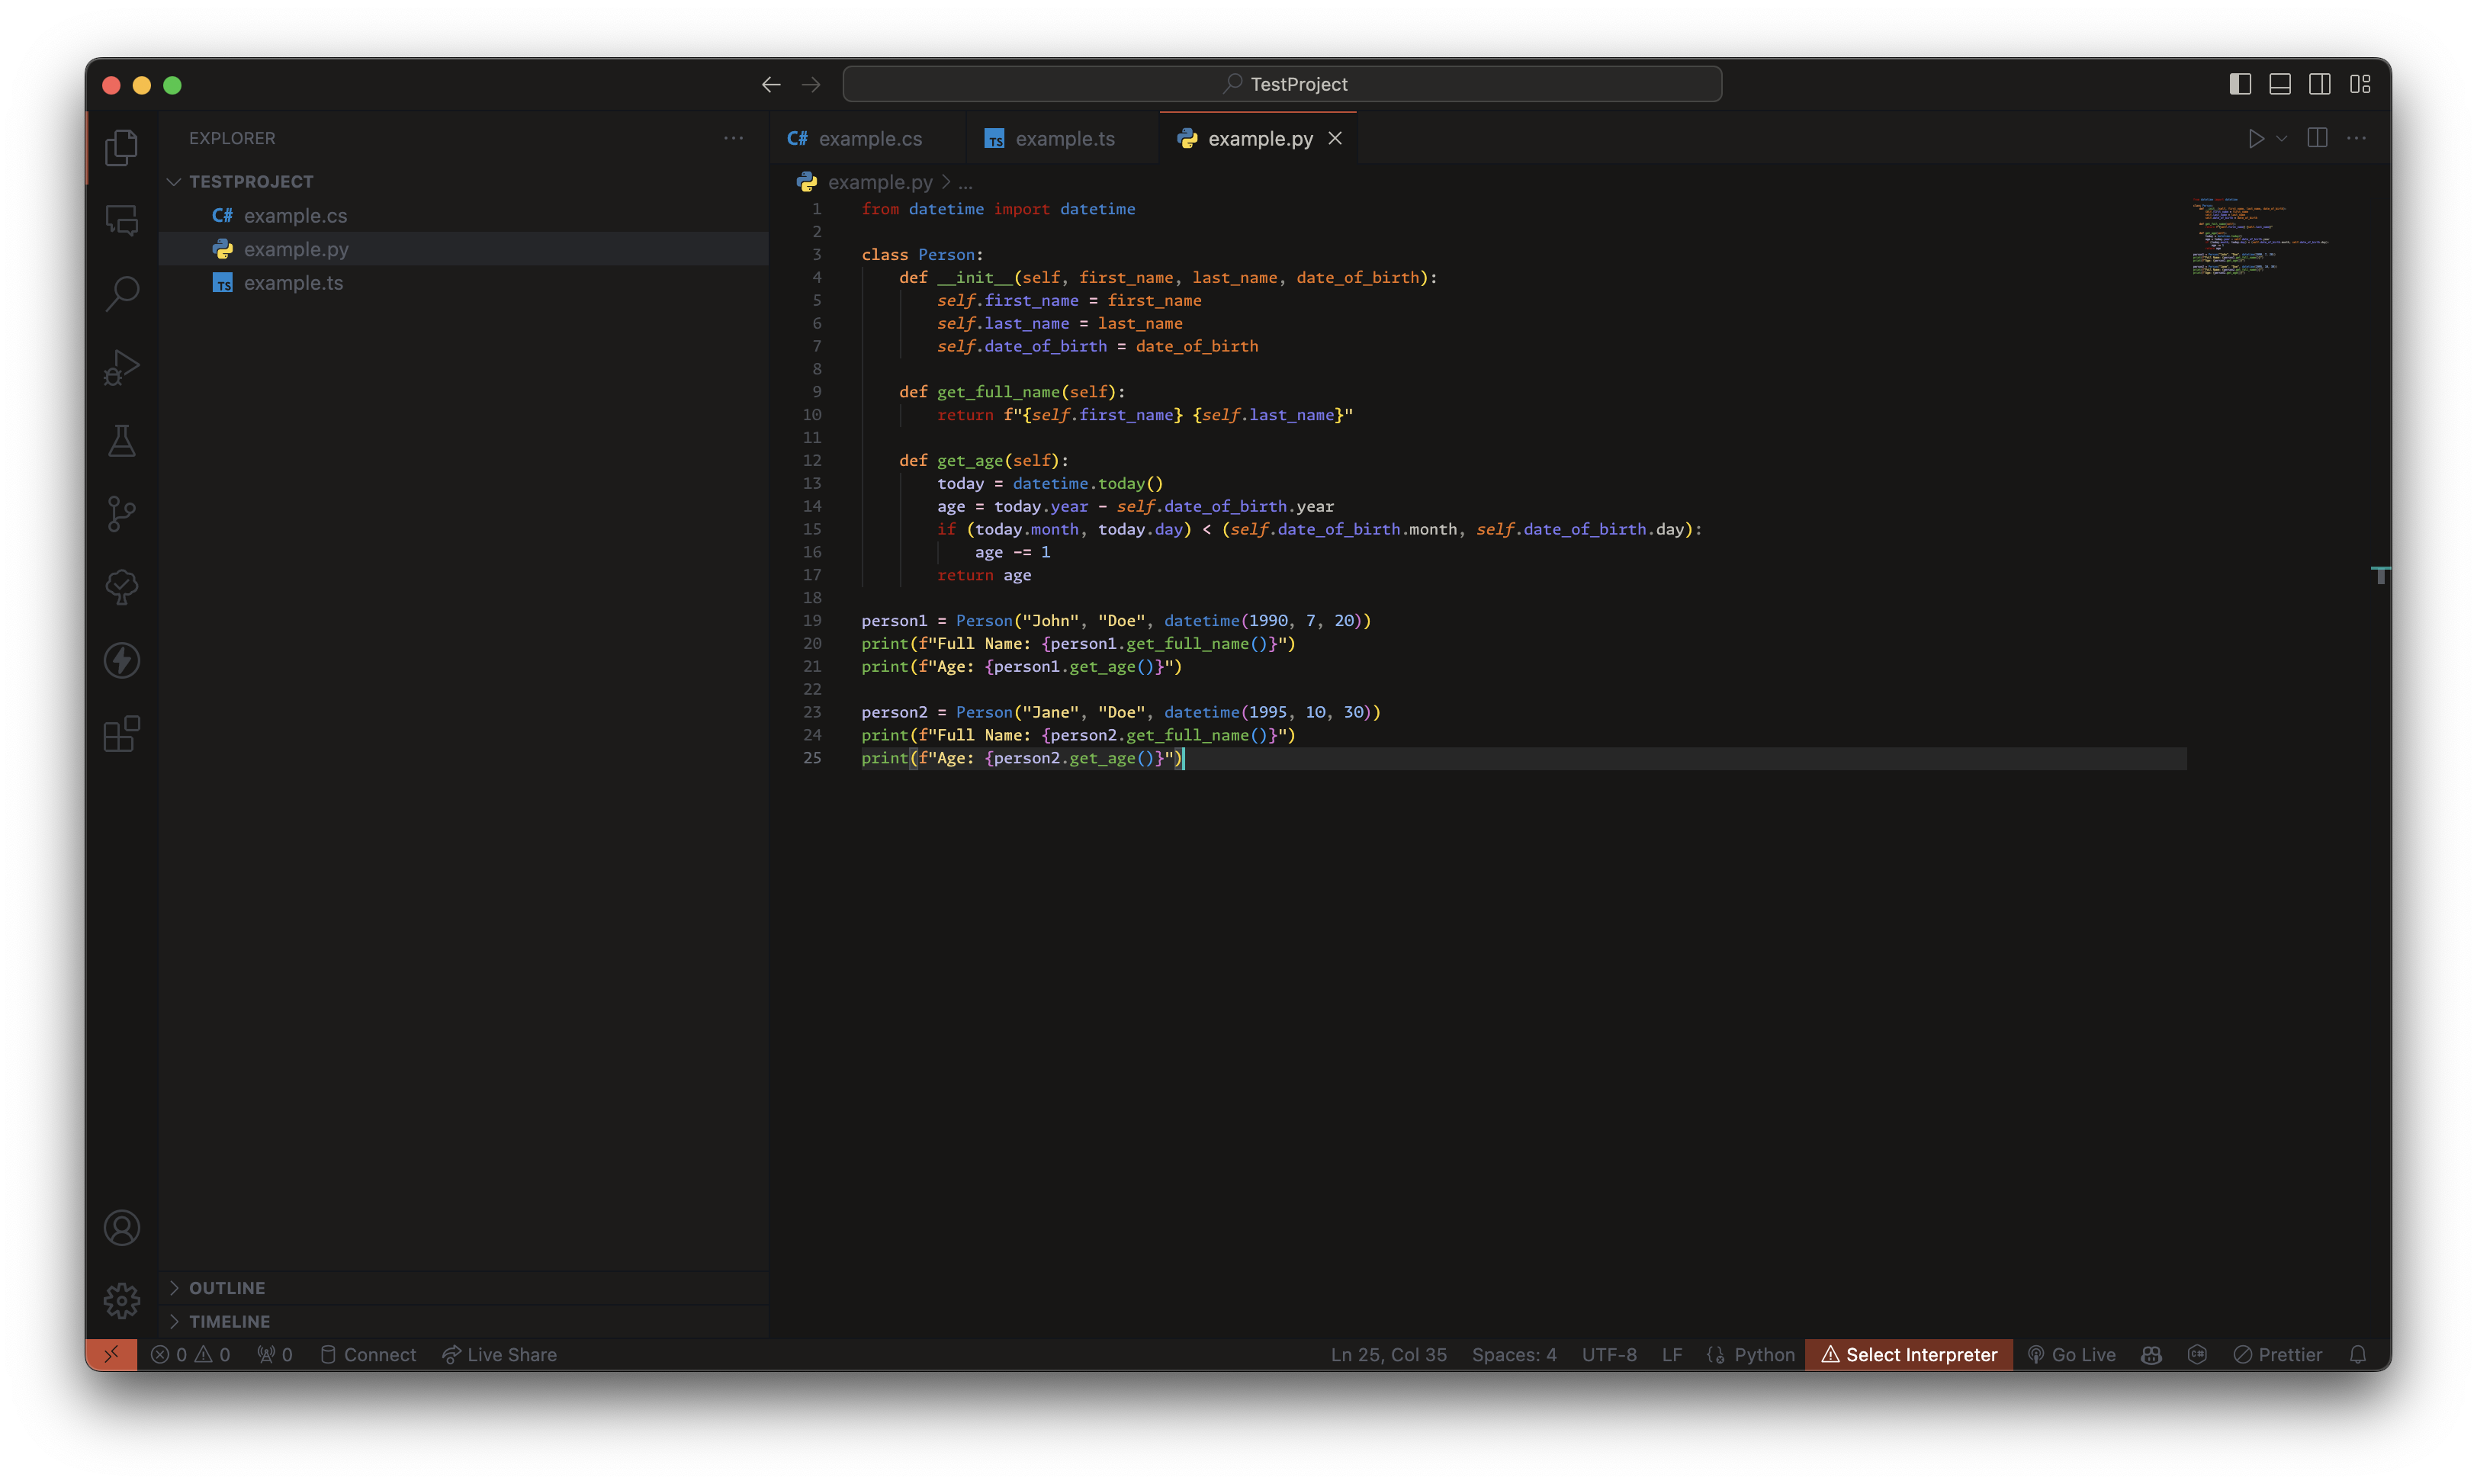 TestProject
EXPLORER
TESTPROJECT
C# example.cs
example.py
TS example.ts
OUTLINE
TIMELINE
C# example.cs
TS example.ts
example.py
example.py > ...
1 from datetime import datetime
2
3 class Person:
4     def __init__(self, first_name, last_name, date_of_birth):
5         self.first_name = first_name
6         self.last_name = last_name
7         self.date_of_birth = date_of_birth
8
9     def get_full_name(self):
10         return f"{self.first_name} {self.last_name}"
11
12     def get_age(self):
13         today = datetime.today()
14         age = today.year - self.date_of_birth.year
15         if (today.month, today.day) < (self.date_of_birth.month, self.date_of_birth.day):
16             age -= 1
17         return age
18
19 person1 = Person("John", "Doe", datetime(1990, 7, 20))
20 print(f"Full Name: {person1.get_full_name()}")
21 print(f"Age: {person1.get_age()}")
22
23 person2 = Person("Jane", "Doe", datetime(1995, 10, 30))
24 print(f"Full Name: {person2.get_full_name()}")
25 print(f"Age: {person2.get_age()}")
0 0 0 Connect Live Share Ln 25, Col 35 Spaces: 4 UTF-8 LF Python Select Interpreter Go Live C# Prettier